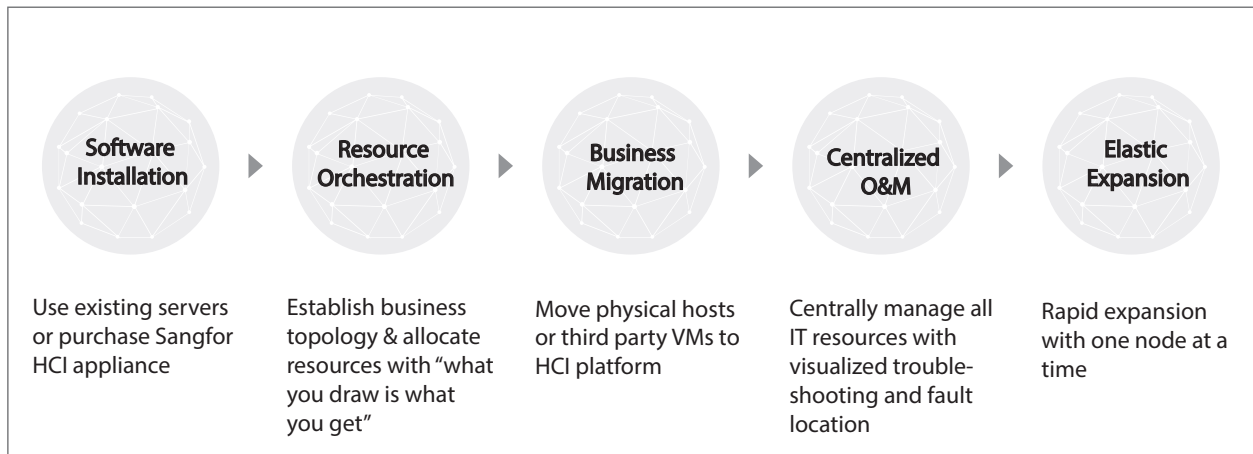 Software
Installation
Resource
Orchestration
Business
Migration
Centralized
O&M
Elastic
Expansion
Use existing servers
or purchase Sangfor
HCI appliance
Establish business
topology & allocate
resources with “what
you draw is what
you get”
Move physical hosts
or third party VMs to
HCI platform
Centrally manage all
IT resources with
visualized trouble-
shooting and fault
location
Rapid expansion
with one node at a
time